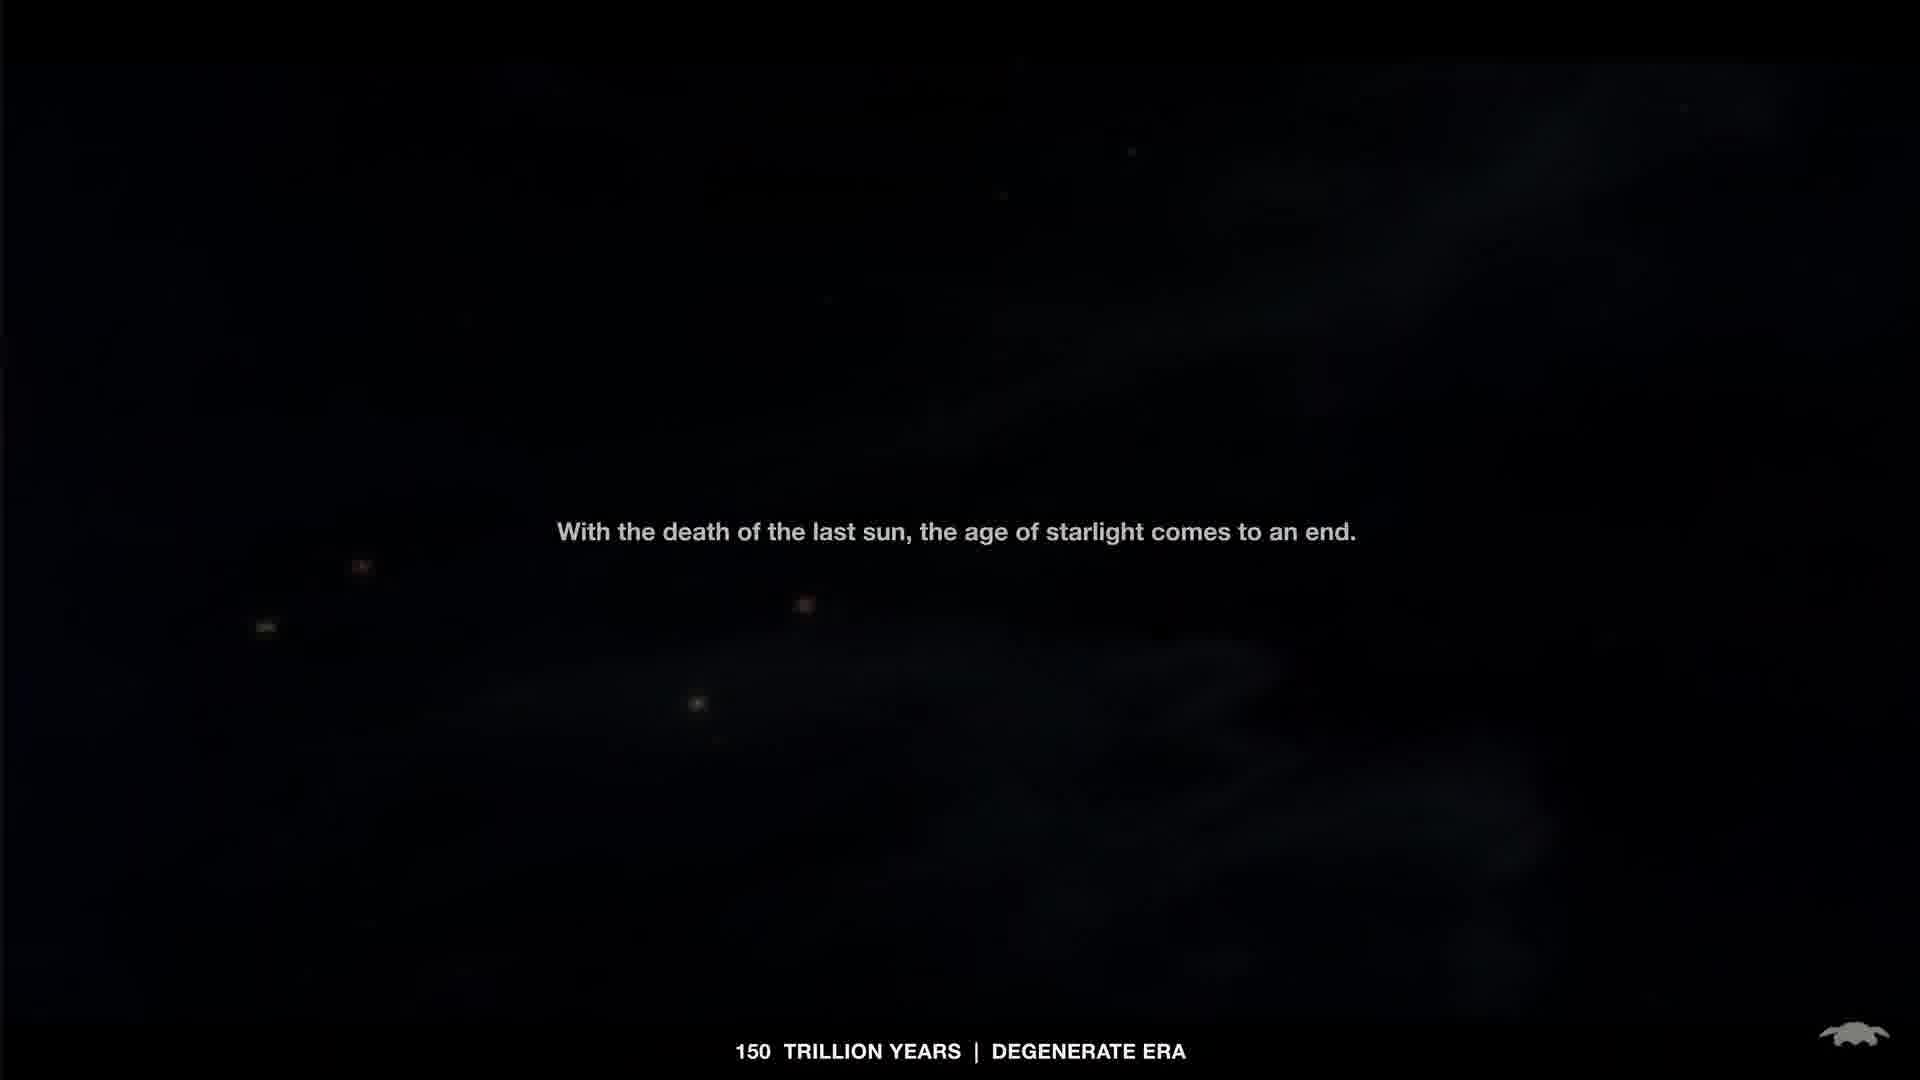 With the death of the last sun, the age of starlight comes to an end.
150 TRILLION YEARS | DEGENERATE ERA